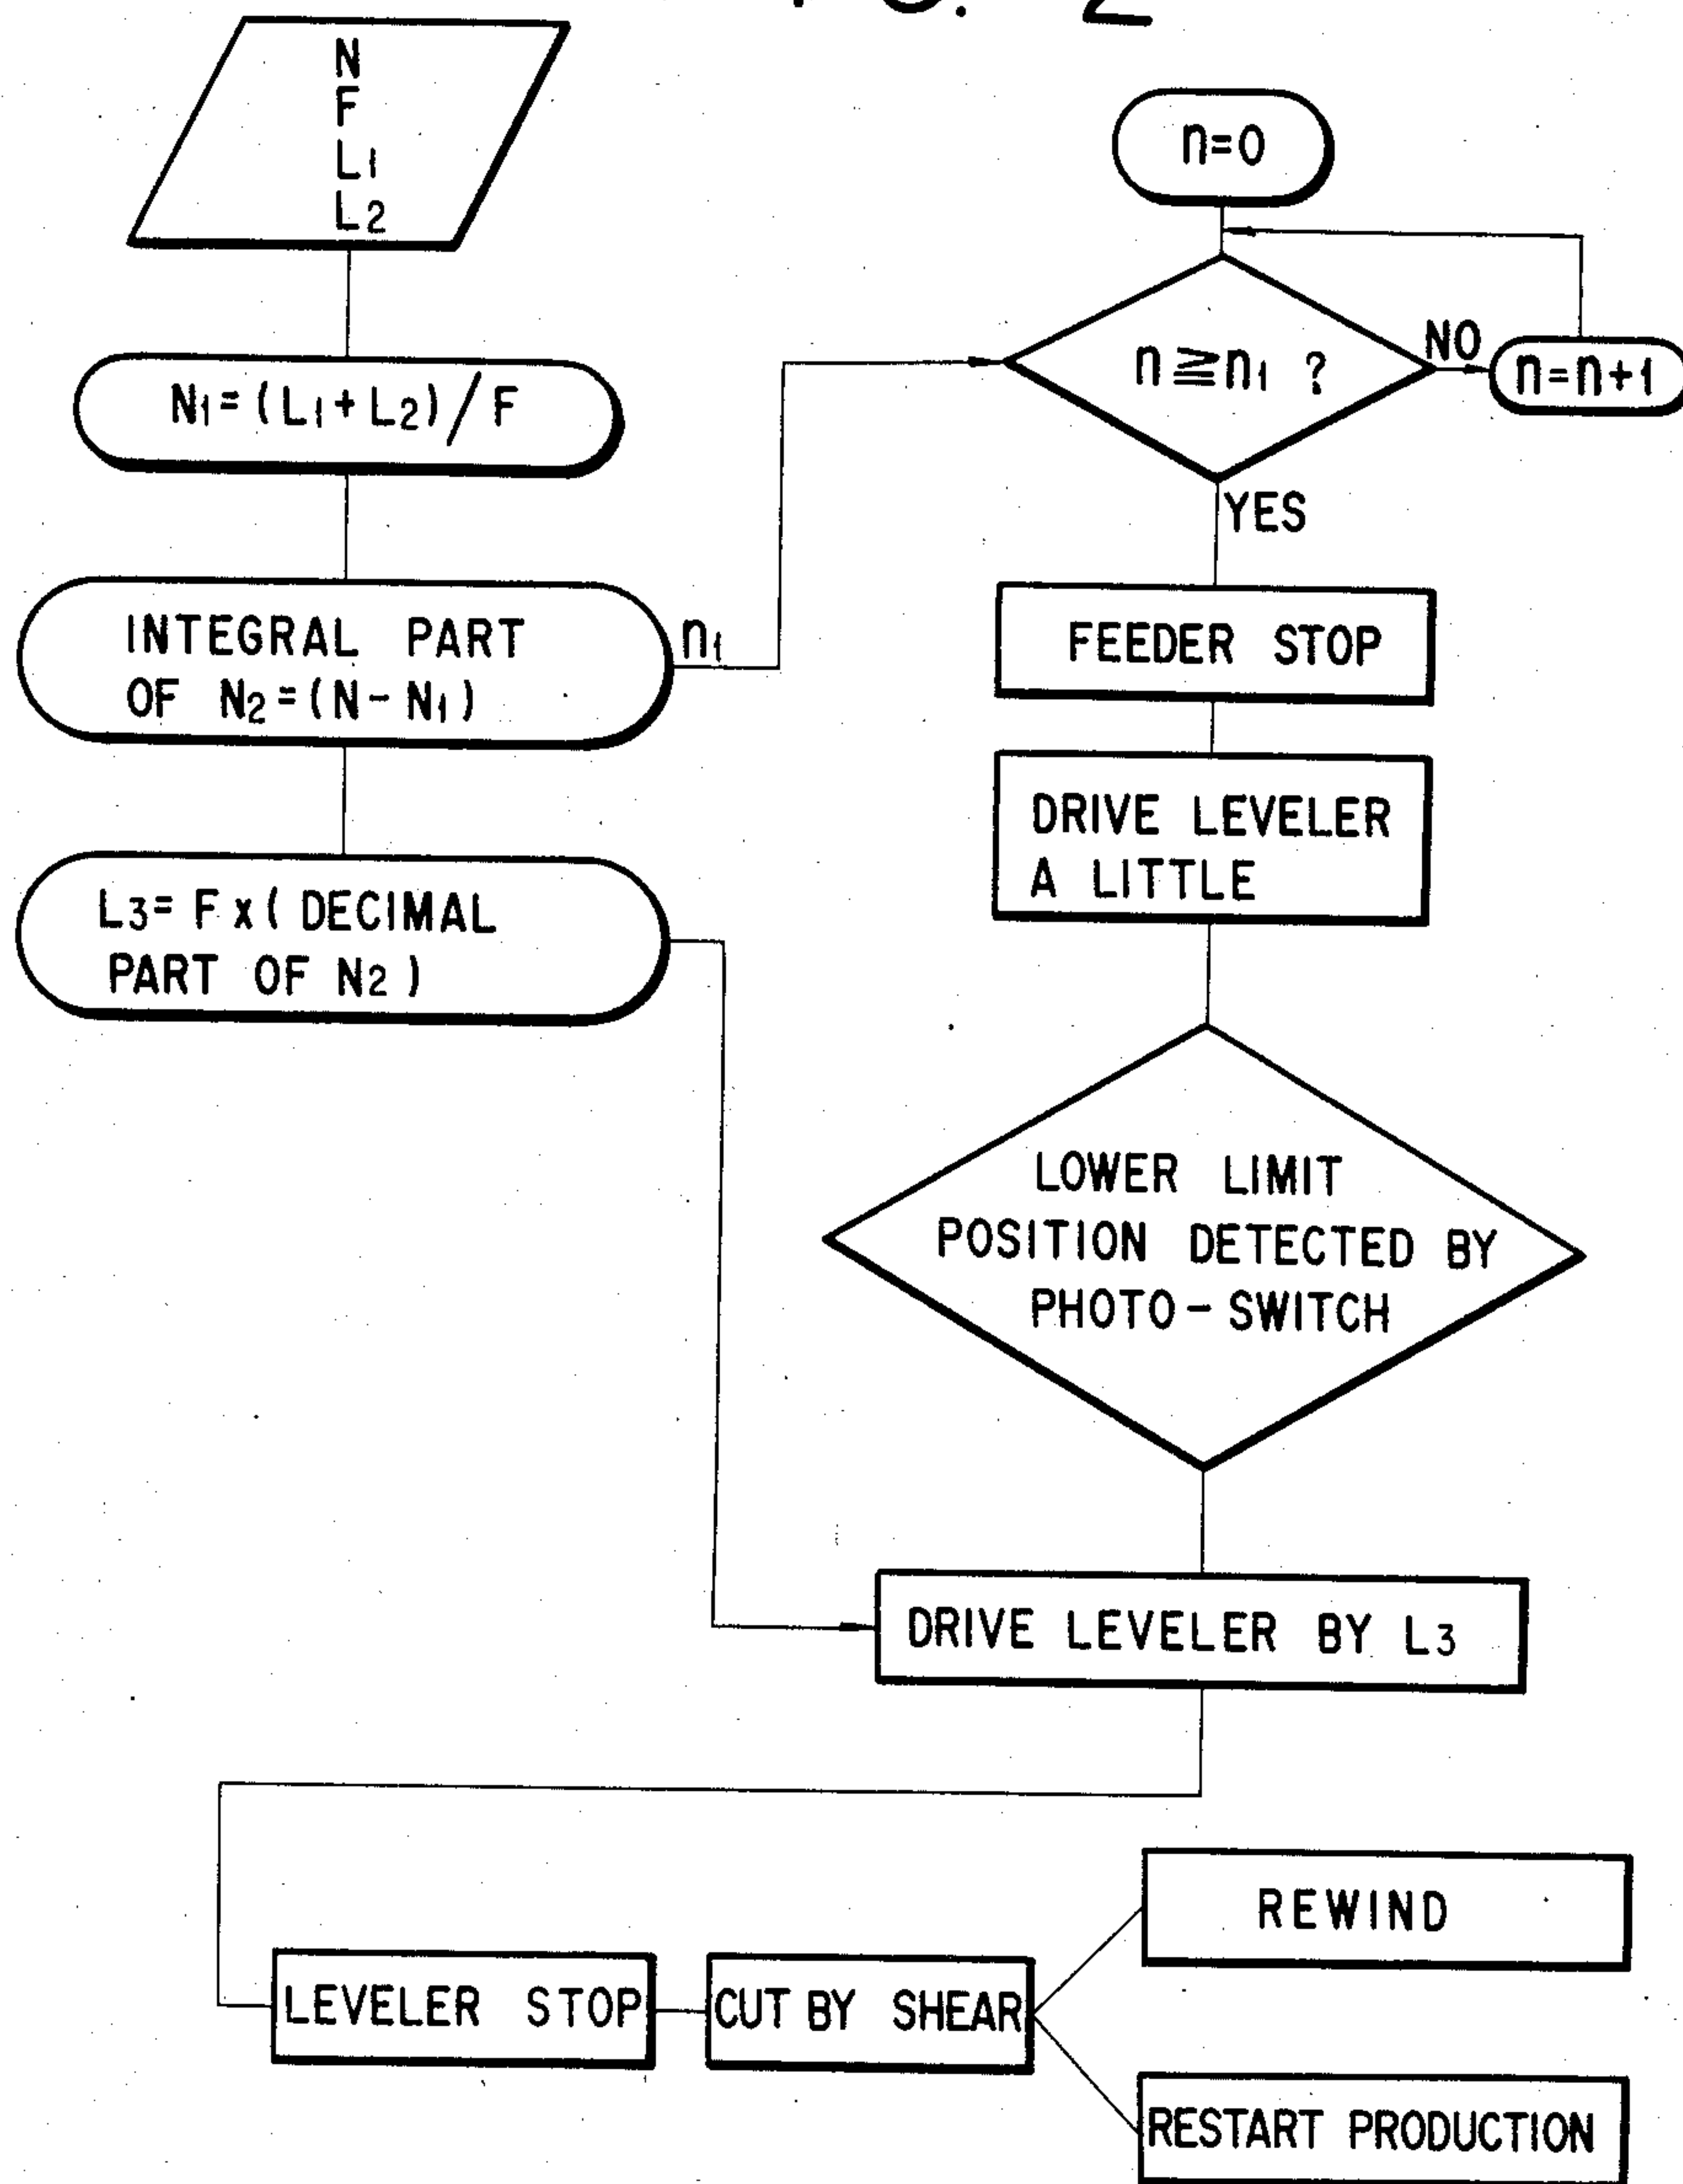 N
F
L1
L2
N1=(L1+L2)/F
INTEGRAL PART
OF N2=(N-N1)
n1
L3=F x( DECIMAL
PART OF N2 )
n=0
n≧n1 ?
NO
n=n+1
YES
FEEDER STOP
DRIVE LEVELER
A LITTLE
LOWER LIMIT
POSITION DETECTED BY
PHOTO-SWITCH
DRIVE LEVELER BY L3
LEVELER STOP
CUT BY SHEAR
REWIND
RESTART PRODUCTION